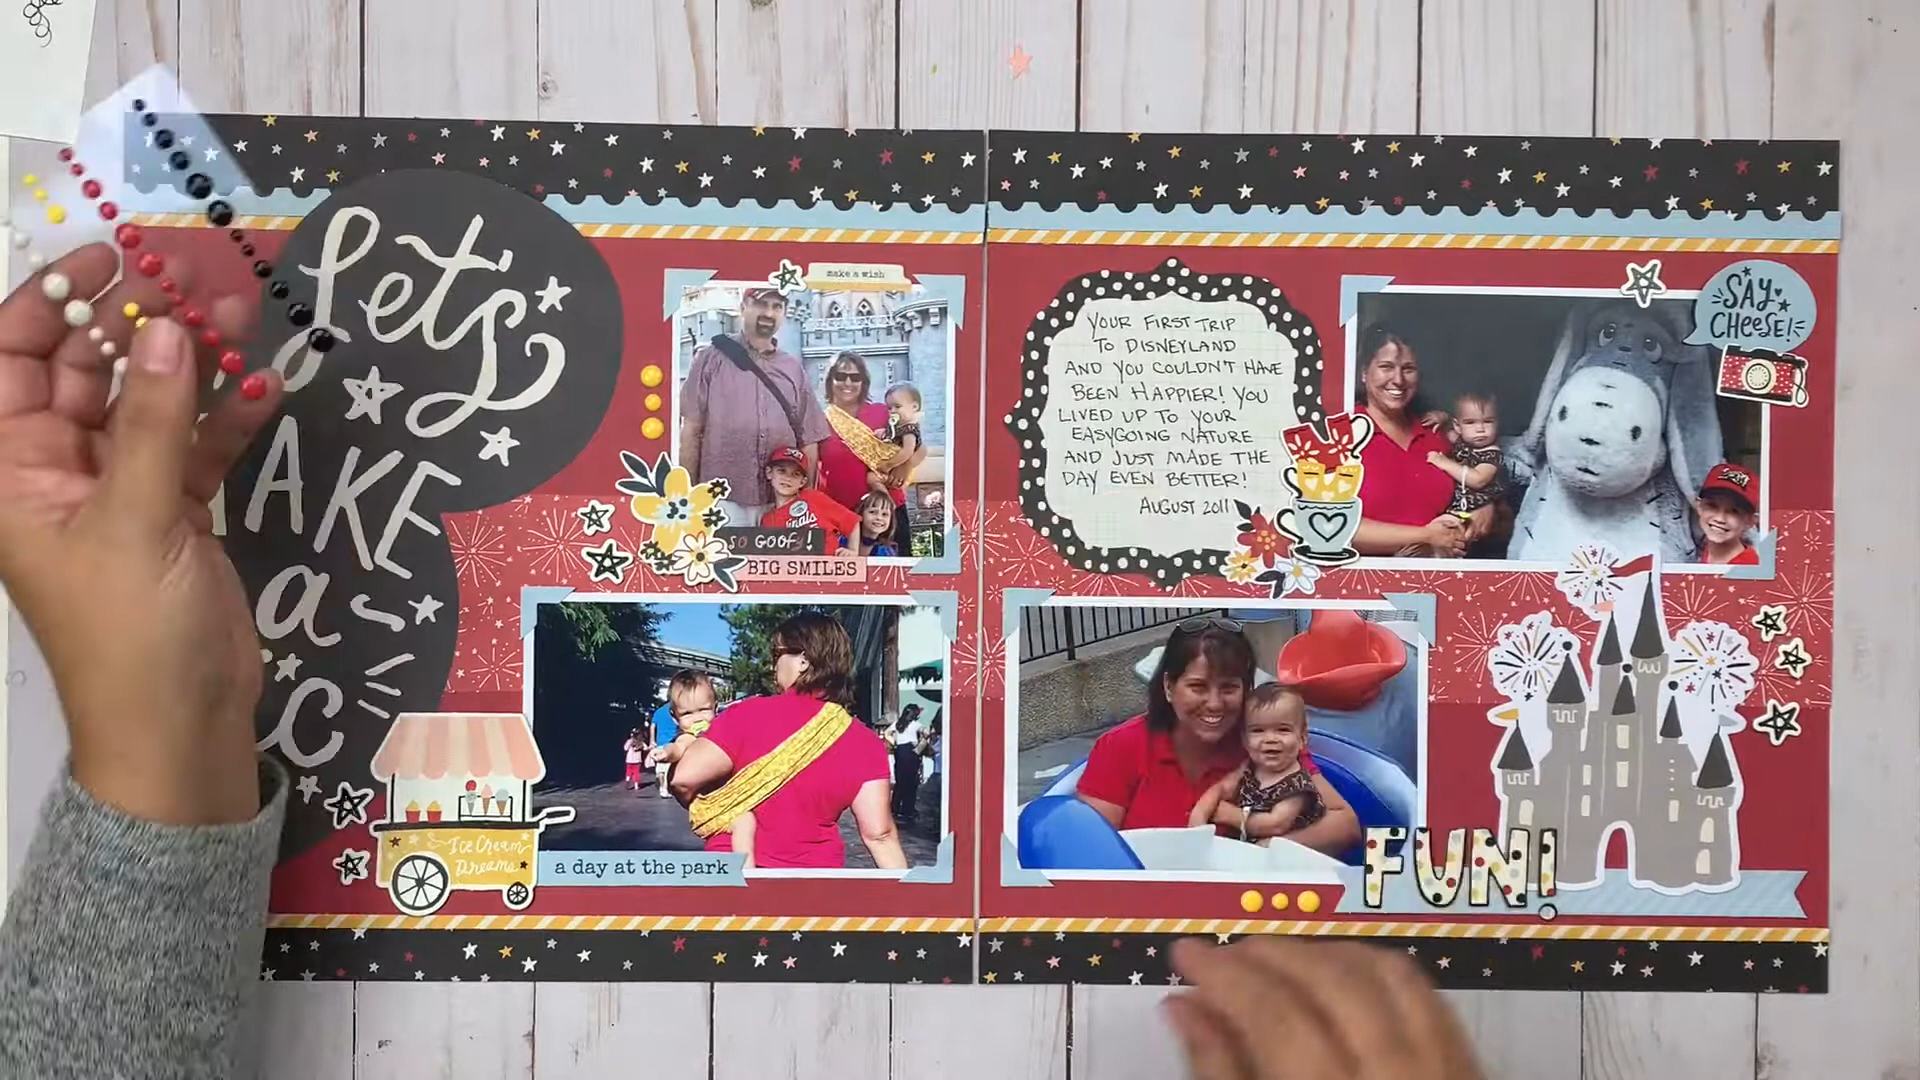 Let's
MAKE
a
make a wish
SO GOOFY!
BIG SMILES
Ice Cream
Dreams
a day at the park
YOUR FIRST TRIP
TO DISNEYLAND
AND YOU COULDN'T HAVE
BEEN HAPPIER! YOU
LIVED UP TO YOUR
EASYGOING NATURE
AND JUST MADE THE
DAY EVEN BETTER!
AUGUST 2011
SAY
CHEESE!
FUN!